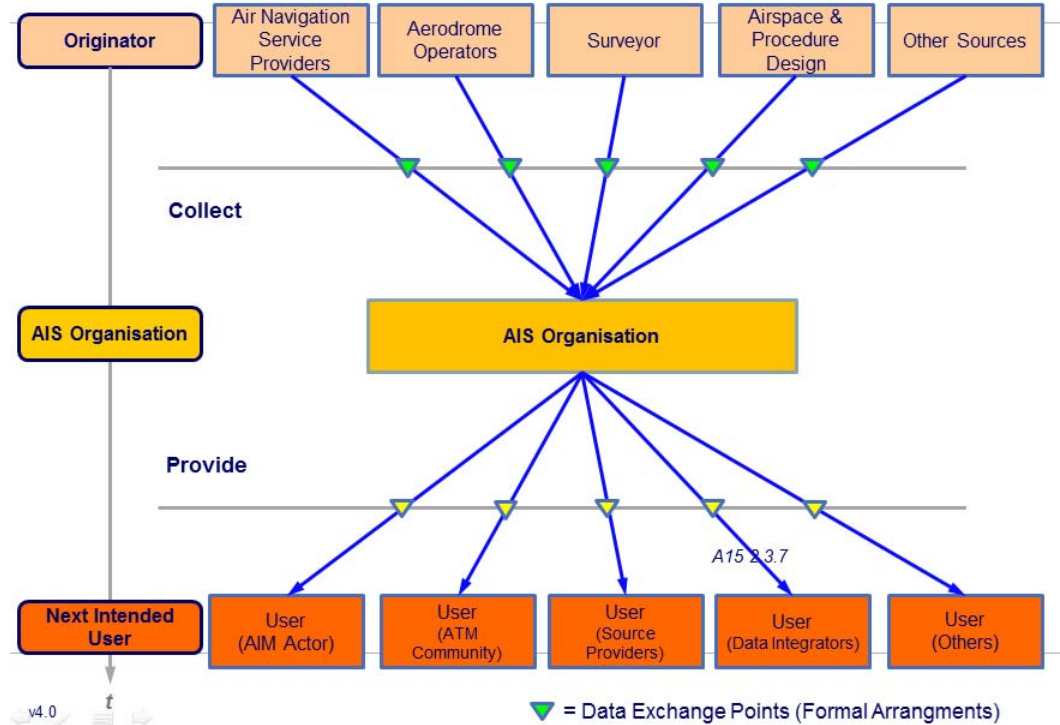 Originator
Air Navigation
Service
Providers
Aerodrome
Operators
Surveyor
Airspace &
Procedure
Design
Other Sources
Collect
AIS Organisation
AIS Organisation
Provide
A15 2.3.7
Next Intended
User
User
(AIM Actor)
User
(ATM
Community)
User
(Source
Providers)
User
(Data Integrators)
User
(Others)
t
v4.0
= Data Exchange Points (Formal Arrangments)